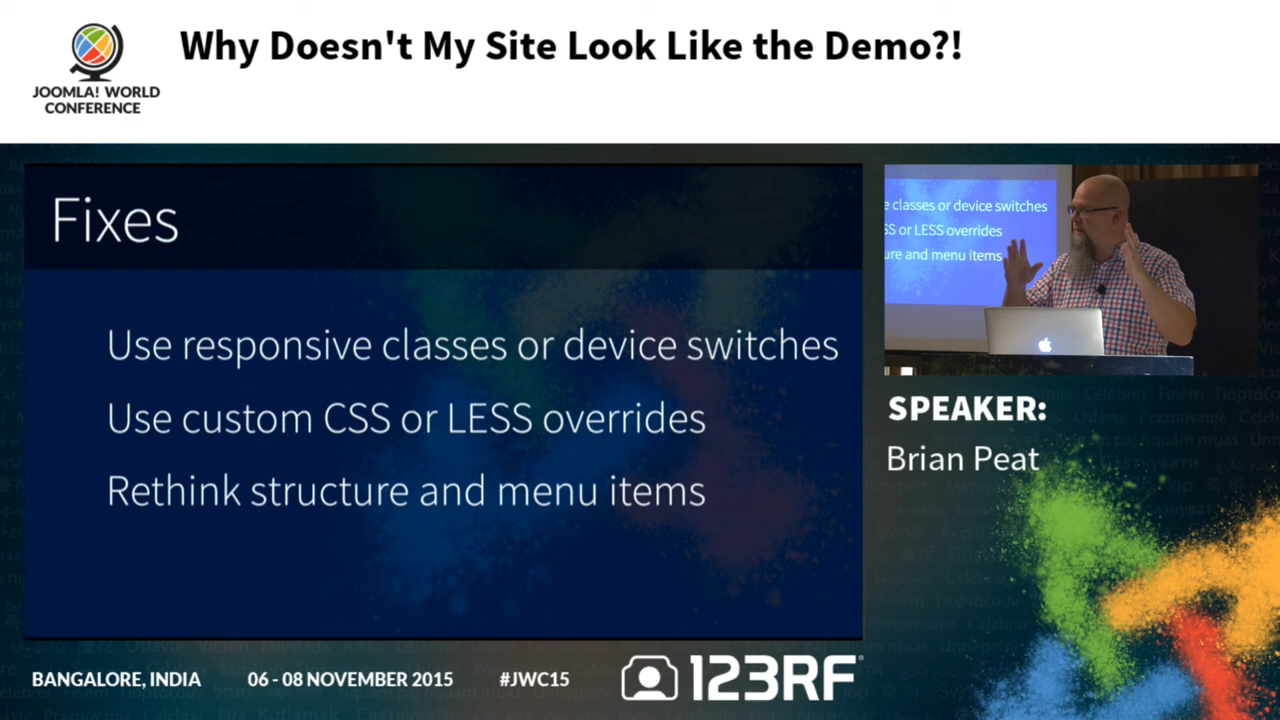 Why Doesn't My Site Look Like the Demo?!
JOOMLA! WORLD
CONFERENCE
Fixes
Use responsive classes or device switches
Use custom CSS or LESS overrides
Rethink structure and menu items
e classes or device switches
SS or LESS overrides
ure and menu items
SPEAKER:
Brian Peat
BANGALORE, INDIA
06 - 08 NOVEMBER 2015
#JWC15
123RF